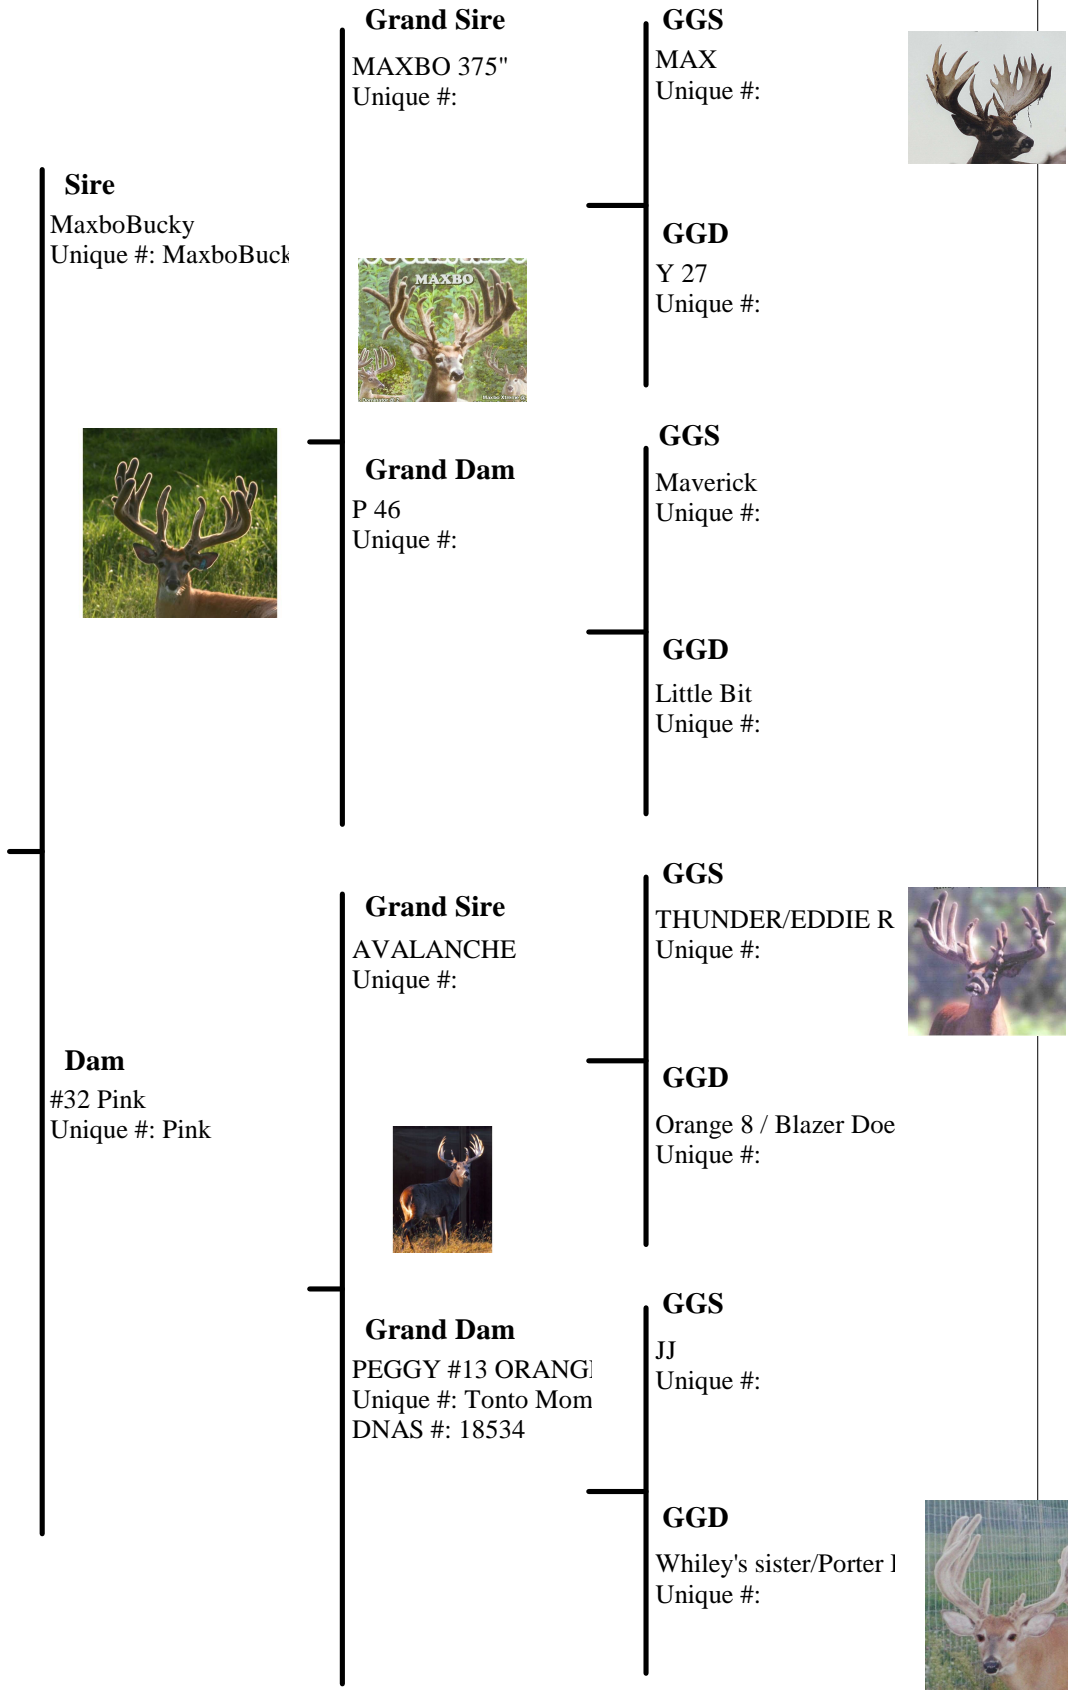 Grand Sire
MAXBO 375"
Unique #:
GGS
MAX
Unique #:
Sire
MaxboBucky
Unique #: MaxboBuck
GGD
Y 27
Unique #:
MAXBO
Grand Dam
P 46
Unique #:
GGS
Maverick
Unique #:
GGD
Little Bit
Unique #:
Grand Sire
AVALANCHE
Unique #:
GGS
THUNDER/EDDIE R
Unique #:
Dam
#32 Pink
Unique #: Pink
GGD
Orange 8 / Blazer Doe
Unique #:
Grand Dam
PEGGY #13 ORANG
Unique #: Tonto Mom
DNAS #: 18534
GGS
JJ
Unique #:
GGD
Whiley's sister/Porter
Unique #: